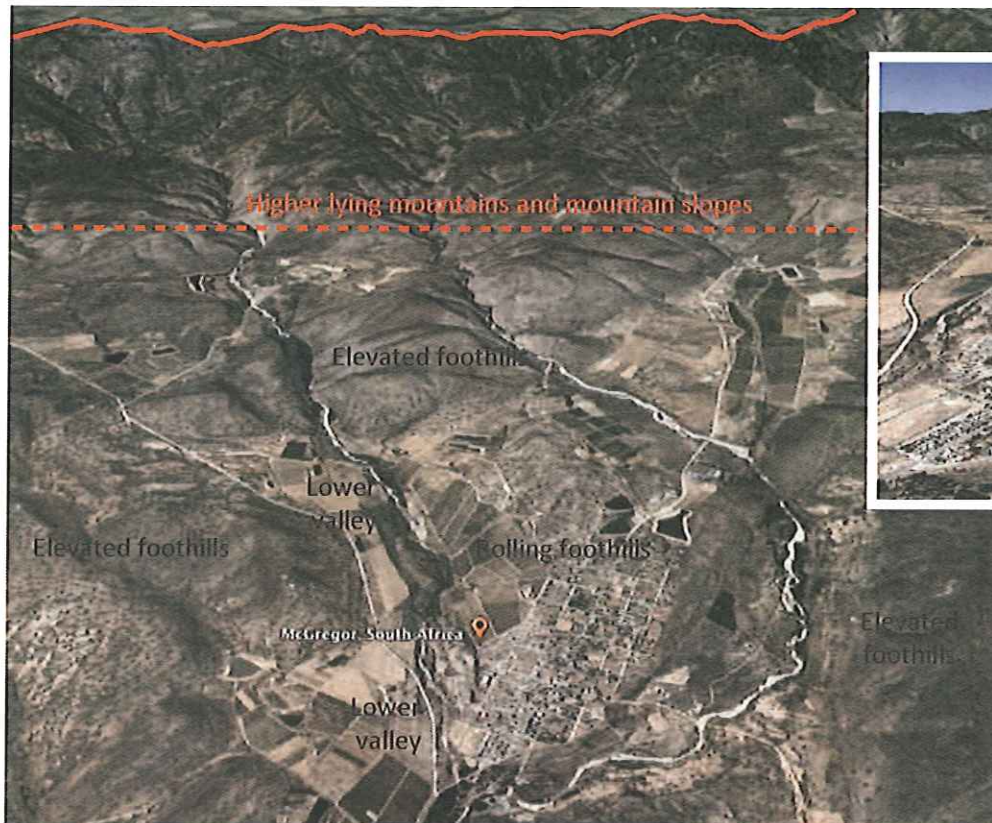 Higher lying mountains and mountain slopes
Elevated foothills
Lower
valley
Elevated foothills
Rolling foothills
McGregor, South Africa
Elevated
foothills
Lower
valley